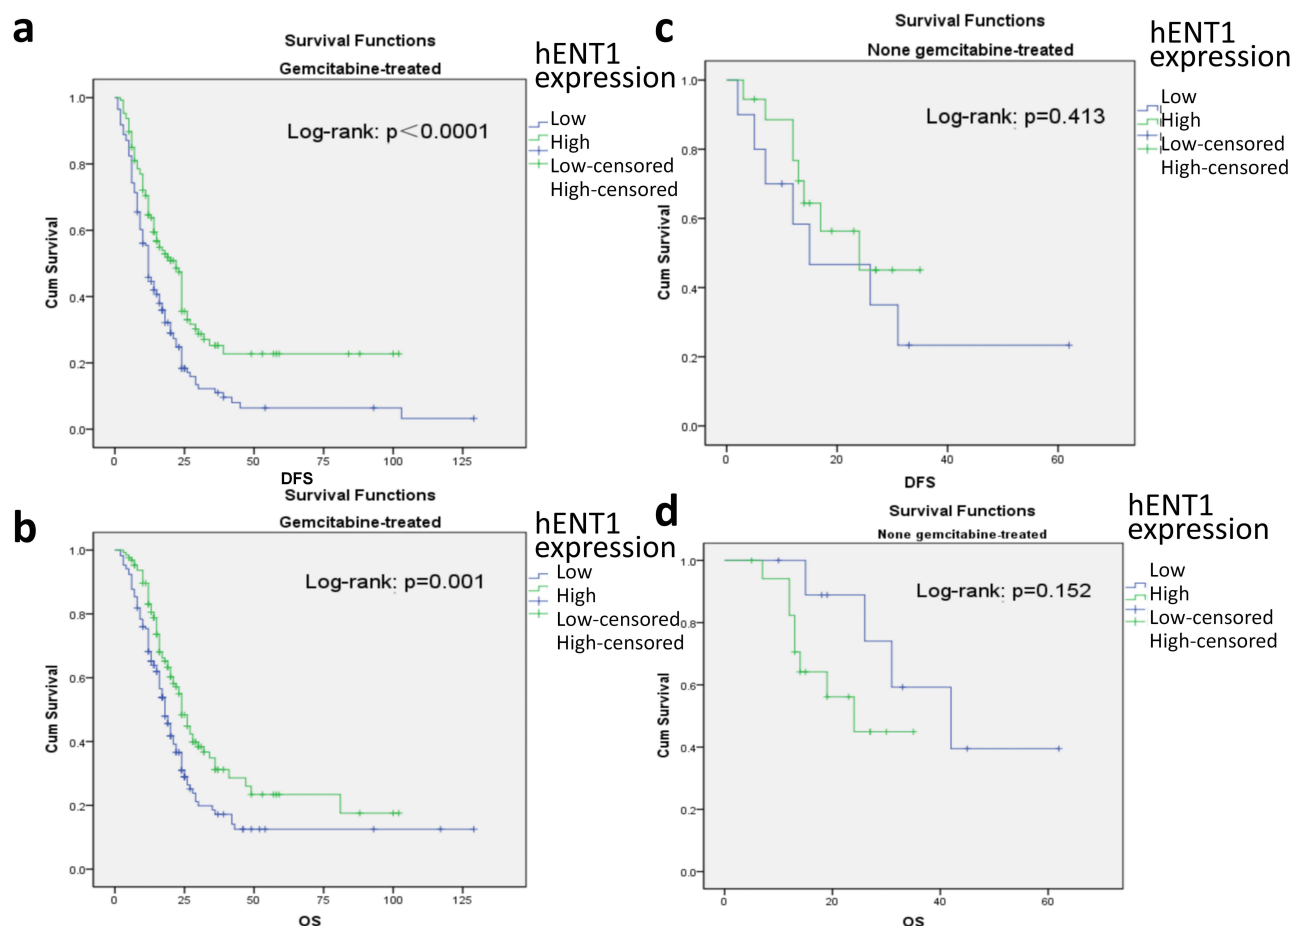 a
Survival Functions
Gemcitabine-treated
hENT1
expression
Low
High
Low-censored
High-censored
Log-rank: p<0.0001
Cum Survival
1.0
0.8
0.6
0.4
0.2
0.0
0 25 50 75 100 125
DFS
b
Survival Functions
Gemcitabine-treated
hENT1
expression
Low
High
Low-censored
High-censored
Log-rank: p=0.001
Cum Survival
1.0
0.8
0.6
0.4
0.2
0.0
0 25 50 75 100 125
OS
c
Survival Functions
None gemcitabine-treated
hENT1
expression
Low
High
Low-censored
High-censored
Log-rank: p=0.413
Cum Survival
1.0
0.8
0.6
0.4
0.2
0.0
0 20 40 60
DFS
d
Survival Functions
None gemcitabine-treated
hENT1
expression
Low
High
Low-censored
High-censored
Log-rank: p=0.152
Cum Survival
1.0
0.8
0.6
0.4
0.2
0.0
0 20 40 60
OS